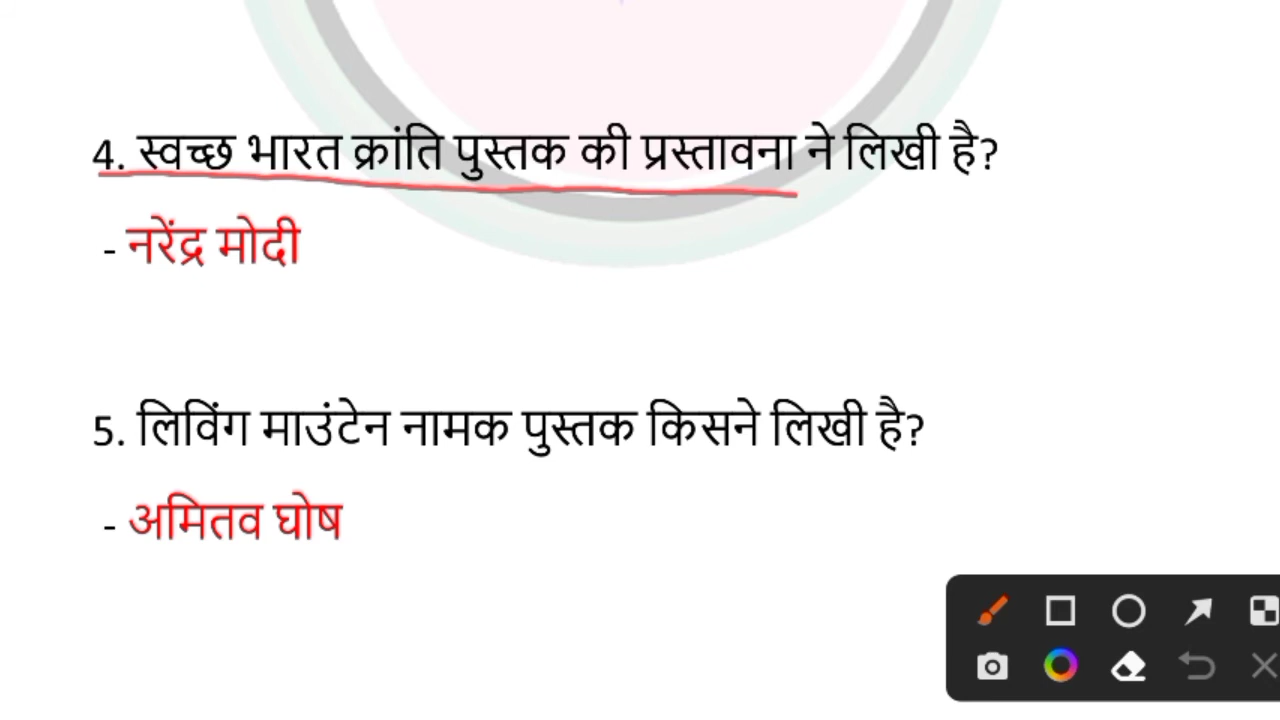 4. स्वच्छ भारत क्रांति पुस्तक की प्रस्तावना ने लिखी है?
- नरेंद्र मोदी
5. लिविंग माउंटेन नामक पुस्तक किसने लिखी है?
- अमितव घोष